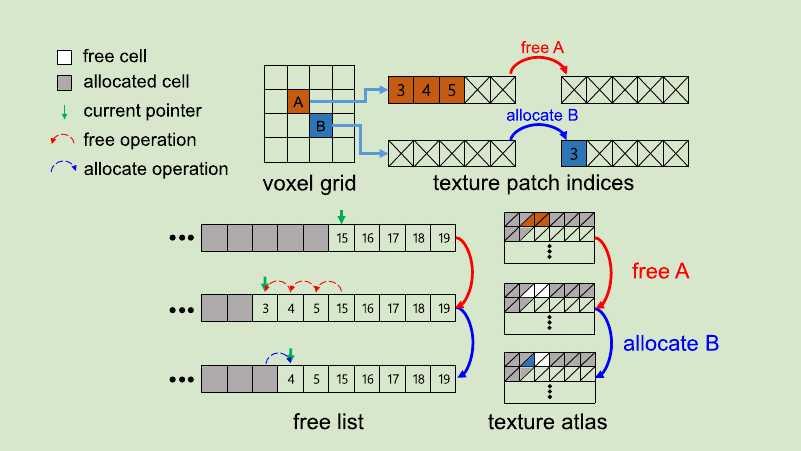 free cell
allocated cell
current pointer
free operation
allocate operation
A
B
voxel grid
free A
3 4 5
allocate B
3
texture patch indices
••• 15 16 17 18 19
••• 3 4 5 15 16 17 18 19
••• 4 5 15 16 17 18 19
free list
free A
allocate B
texture atlas